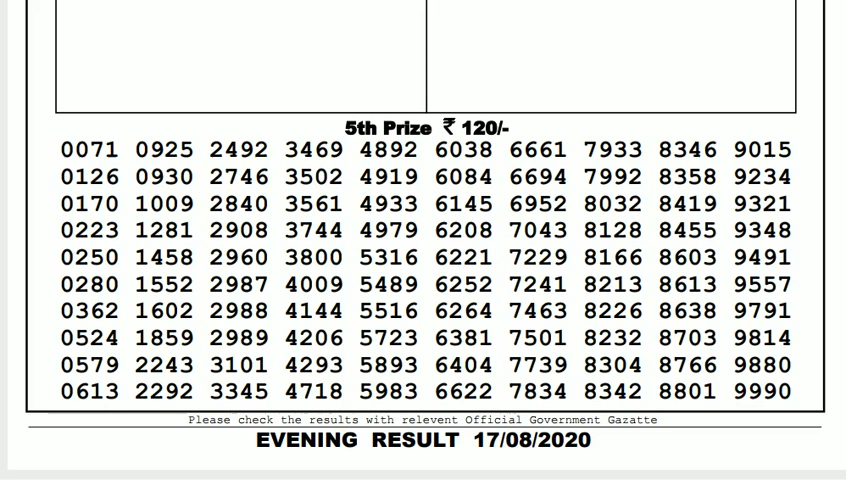 5th Prize ₹ 120/-
0071 0925 2492 3469 4892 6038 6661 7933 8346 9015
0126 0930 2746 3502 4919 6084 6694 7992 8358 9234
0170 1009 2840 3561 4933 6145 6952 8032 8419 9321
0223 1281 2908 3744 4979 6208 7043 8128 8455 9348
0250 1458 2960 3800 5316 6221 7229 8166 8603 9491
0280 1552 2987 4009 5489 6252 7241 8213 8613 9557
0362 1602 2988 4144 5516 6264 7463 8226 8638 9791
0524 1859 2989 4206 5723 6381 7501 8232 8703 9814
0579 2243 3101 4293 5893 6404 7739 8304 8766 9880
0613 2292 3345 4718 5983 6622 7834 8342 8801 9990
Please check the results with relevent Official Government Gazatte
EVENING RESULT 17/08/2020